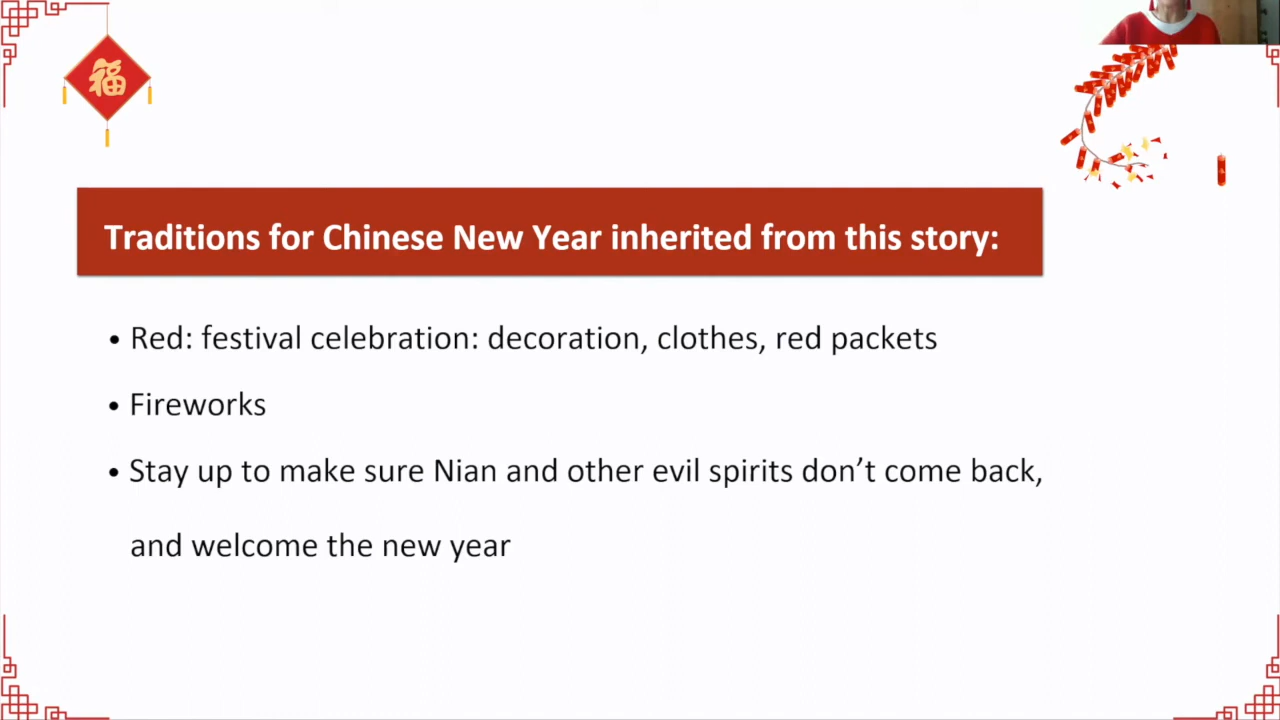 福
Traditions for Chinese New Year inherited from this story:
• Red: festival celebration: decoration, clothes, red packets
• Fireworks
• Stay up to make sure Nian and other evil spirits don’t come back,
and welcome the new year